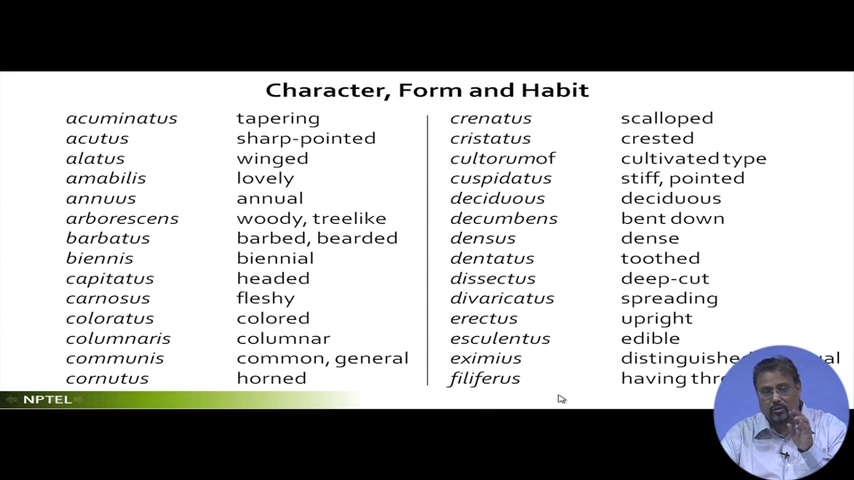 Character, Form and Habit
acuminatus tapering
acutus sharp-pointed
alatus winged
amabilis lovely
annuus annual
arborescens woody, treelike
barbatus barbed, bearded
biennis biennial
capitatus headed
carnosus fleshy
coloratus colored
columnaris columnar
communis common, general
cornutus horned
crenatus scalloped
cristatus crested
cultorumof cultivated type
cuspidatus stiff, pointed
deciduous deciduous
decumbens bent down
densus dense
dentatus toothed
dissectus deep-cut
divaricatus spreading
erectus upright
esculentus edible
eximius distinguished
filiferus having
NPTEL